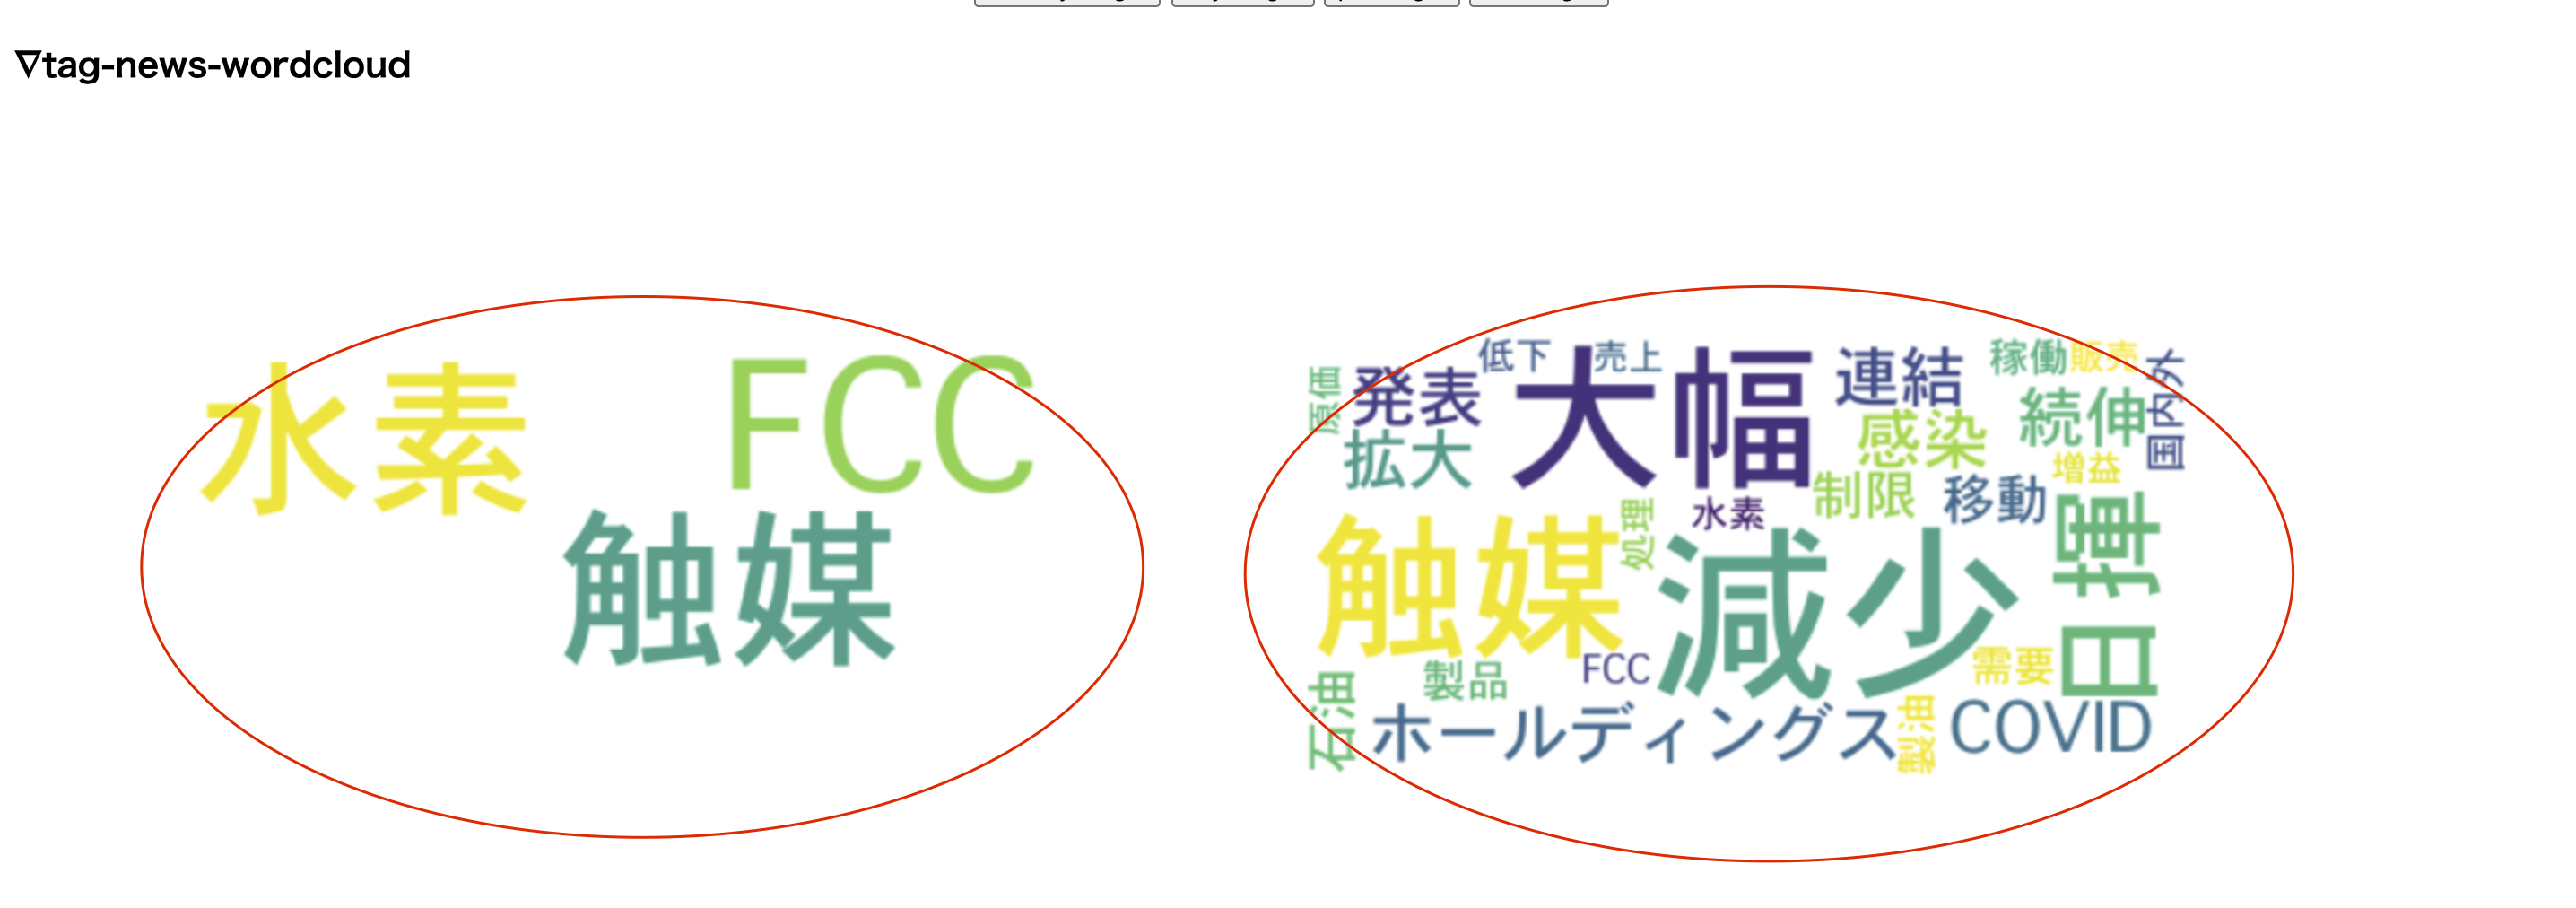 ▽tag-news-wordcloud
水素
FCC
触媒
原価
発表
低下
売上
大幅
連結
稼働
販売
国内外
拡大
感染
続伸
増益
制限
移動
水素
処理
触媒
減少
日揮
石油
製品
FCC
需要
ホールディングス
製油
COVID